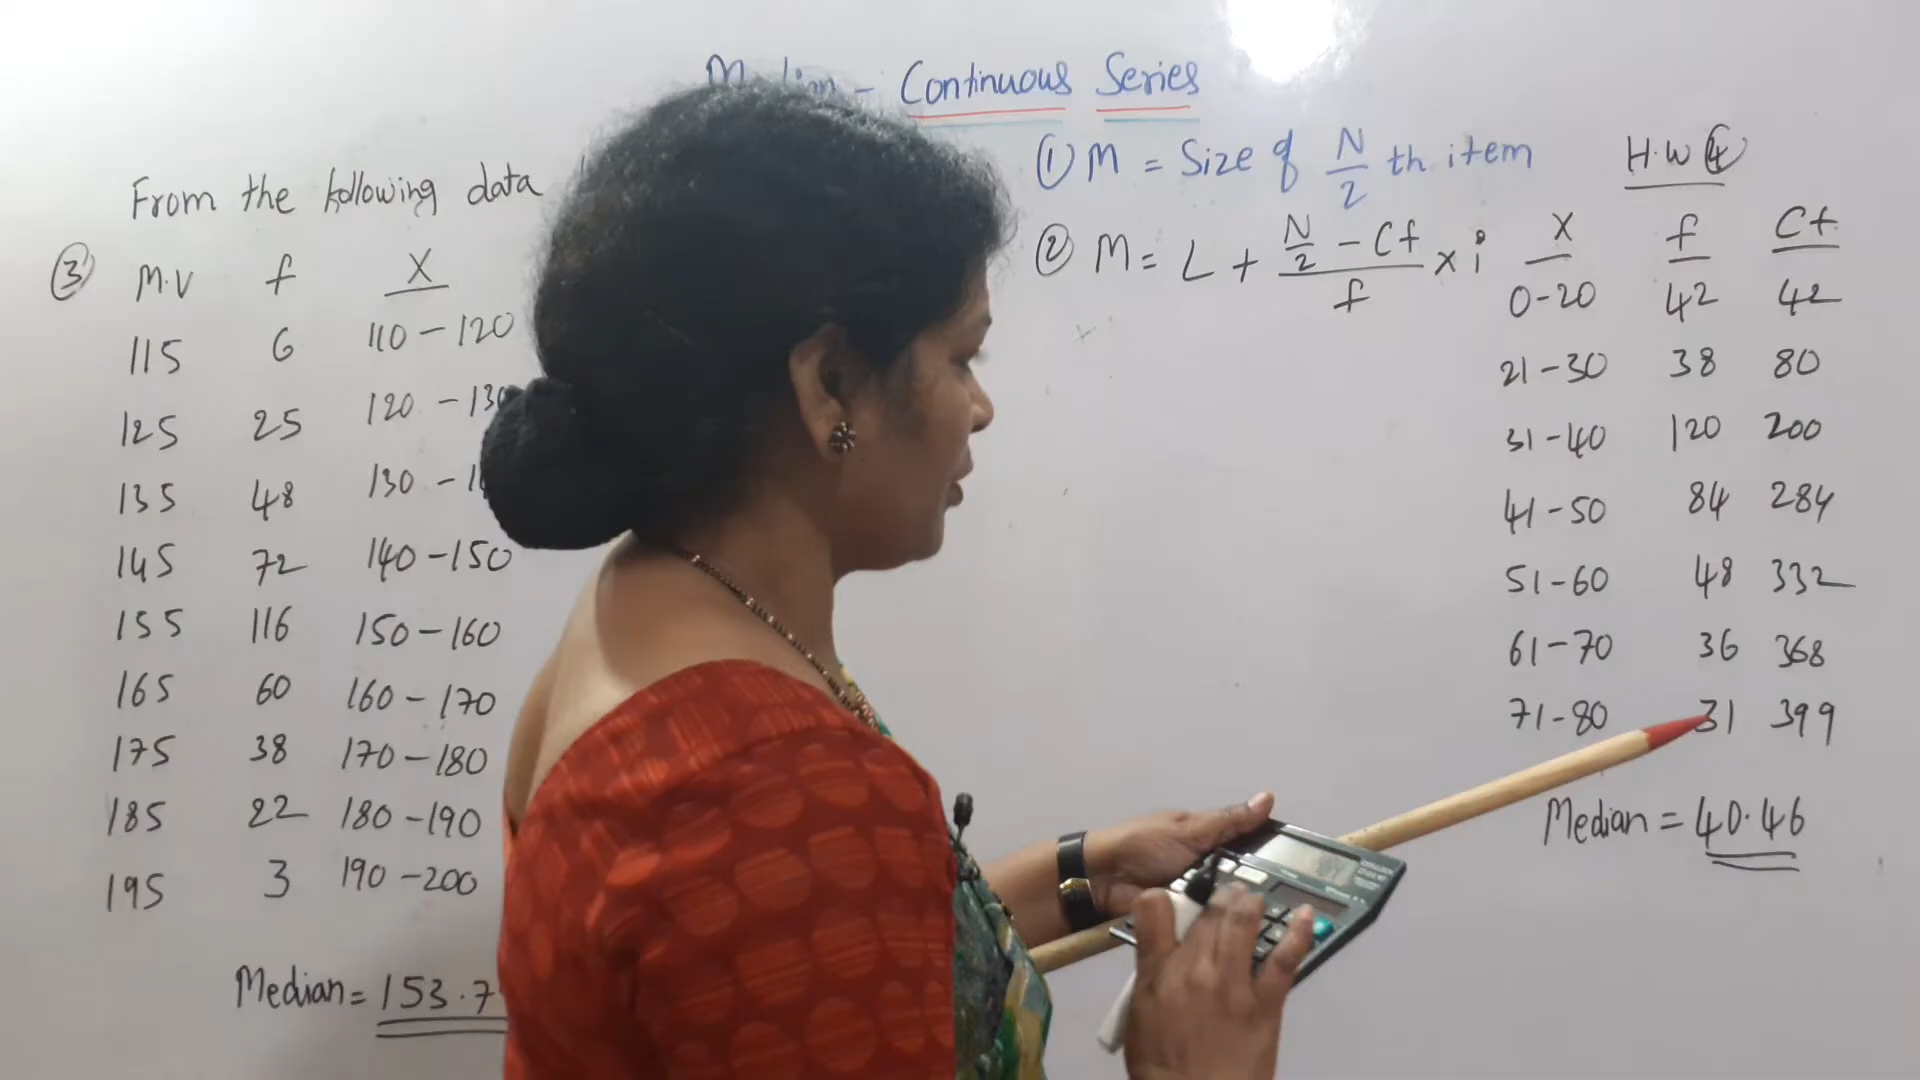 - Continuous Series
From the following data
① M = Size of N/2 th item
H.W ④
② M = L + (N/2 - Cf)/f × i
③ M.V f X
115 6 110 - 120
125 25 120 - 130
135 48 130 -
145 72 140 - 150
155 116 150 - 160
165 60 160 - 170
175 38 170 - 180
185 22 180 - 190
195 3 190 - 200
Median = 153.7
X f Cf
0 - 20 42 42
21 - 30 38 80
31 - 40 120 200
41 - 50 84 284
51 - 60 48 332
61 - 70 36 368
71 - 80 31 399
Median = 40.46